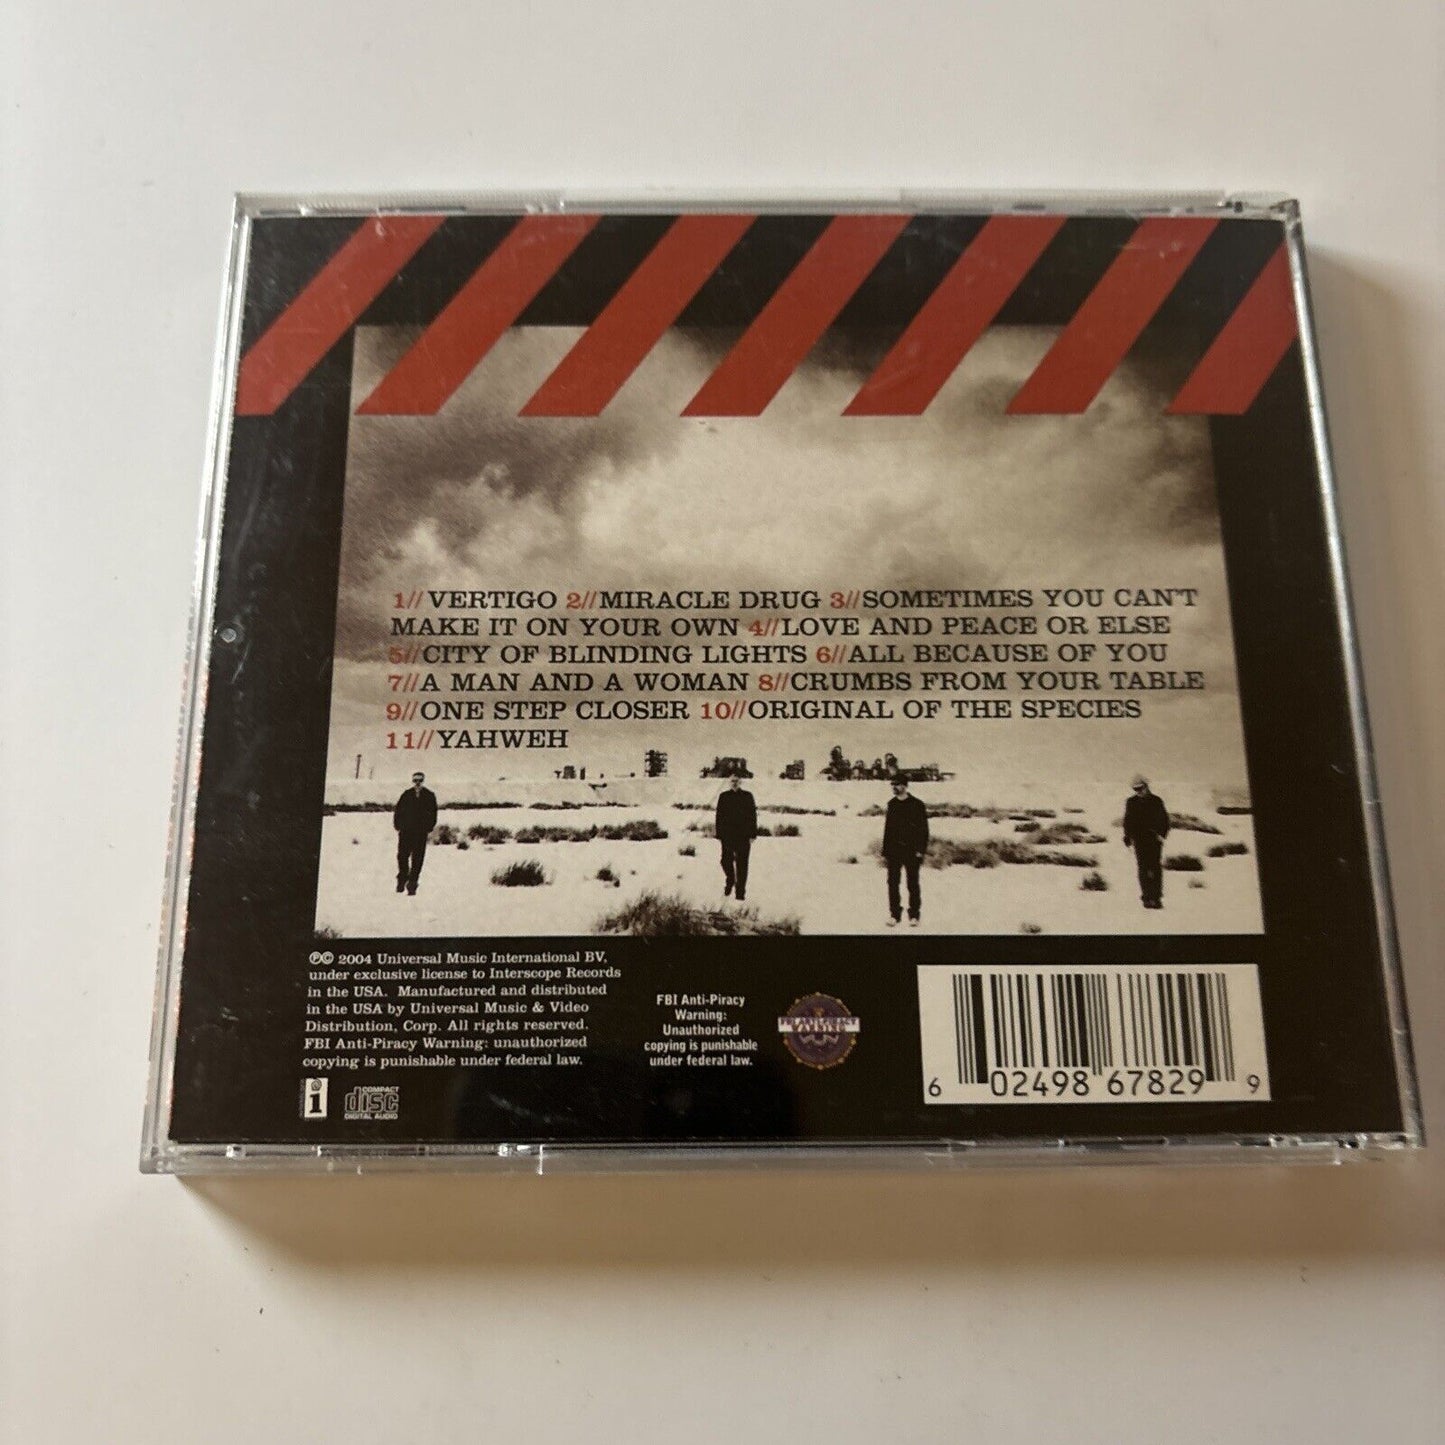 1// VERTIGO 2//MIRACLE DRUG 3//SOMETIMES YOU CAN'T
MAKE IT ON YOUR OWN 4//LOVE AND PEACE OR ELSE
5//CITY OF BLINDING LIGHTS 6//ALL BECAUSE OF YOU
7//A MAN AND A WOMAN 8//CRUMBS FROM YOUR TABLE
9//ONE STEP CLOSER 10//ORIGINAL OF THE SPECIES
11//YAHWEH
℗© 2004 Universal Music International BV,
under exclusive license to Interscope Records
in the USA. Manufactured and distributed
in the USA by Universal Music & Video
Distribution, Corp. All rights reserved.
FBI Anti-Piracy Warning: unauthorized
copying is punishable under federal law.
i
COMPACT
disc
DIGITAL AUDIO
FBI Anti-Piracy
Warning:
Unauthorized
copying is punishable
under federal law.
FBI ANTI-PIRACY
WARNING
6 02498 67829 9